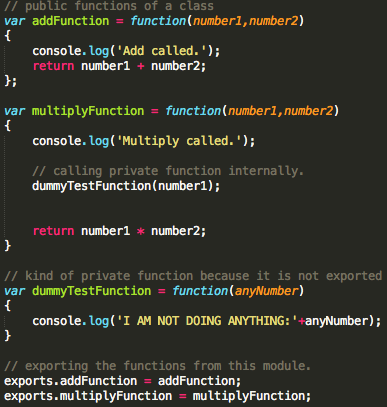 // public functions of a class
var addFunction = function(number1,number2)
{
    console.log('Add called.');
    return number1 + number2;
};

var multiplyFunction = function(number1,number2)
{
    console.log('Multiply called.');

    // calling private function internally.
    dummyTestFunction(number1);


    return number1 * number2;
}

// kind of private function because it is not exported
var dummyTestFunction = function(anyNumber)
{
    console.log('I AM NOT DOING ANYTHING:'+anyNumber);
}

// exporting the functions from this module.
exports.addFunction = addFunction;
exports.multiplyFunction = multiplyFunction;